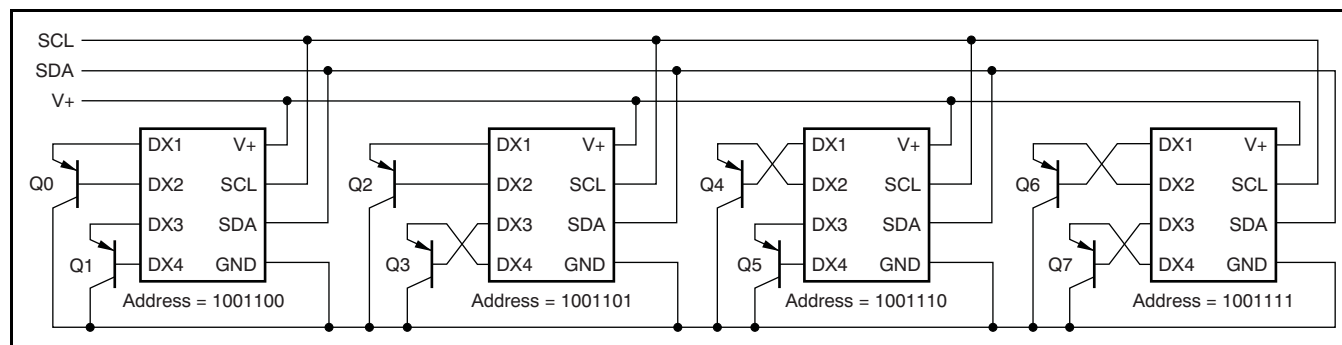 SCL
SDA
V+
Q0
Q1
DX1
V+
DX2
SCL
DX3
SDA
DX4
GND
Address = 1001100
Q2
Q3
DX1
V+
DX2
SCL
DX3
SDA
DX4
GND
Address = 1001101
Q4
Q5
DX1
V+
DX2
SCL
DX3
SDA
DX4
GND
Address = 1001110
Q6
Q7
DX1
V+
DX2
SCL
DX3
SDA
DX4
GND
Address = 1001111